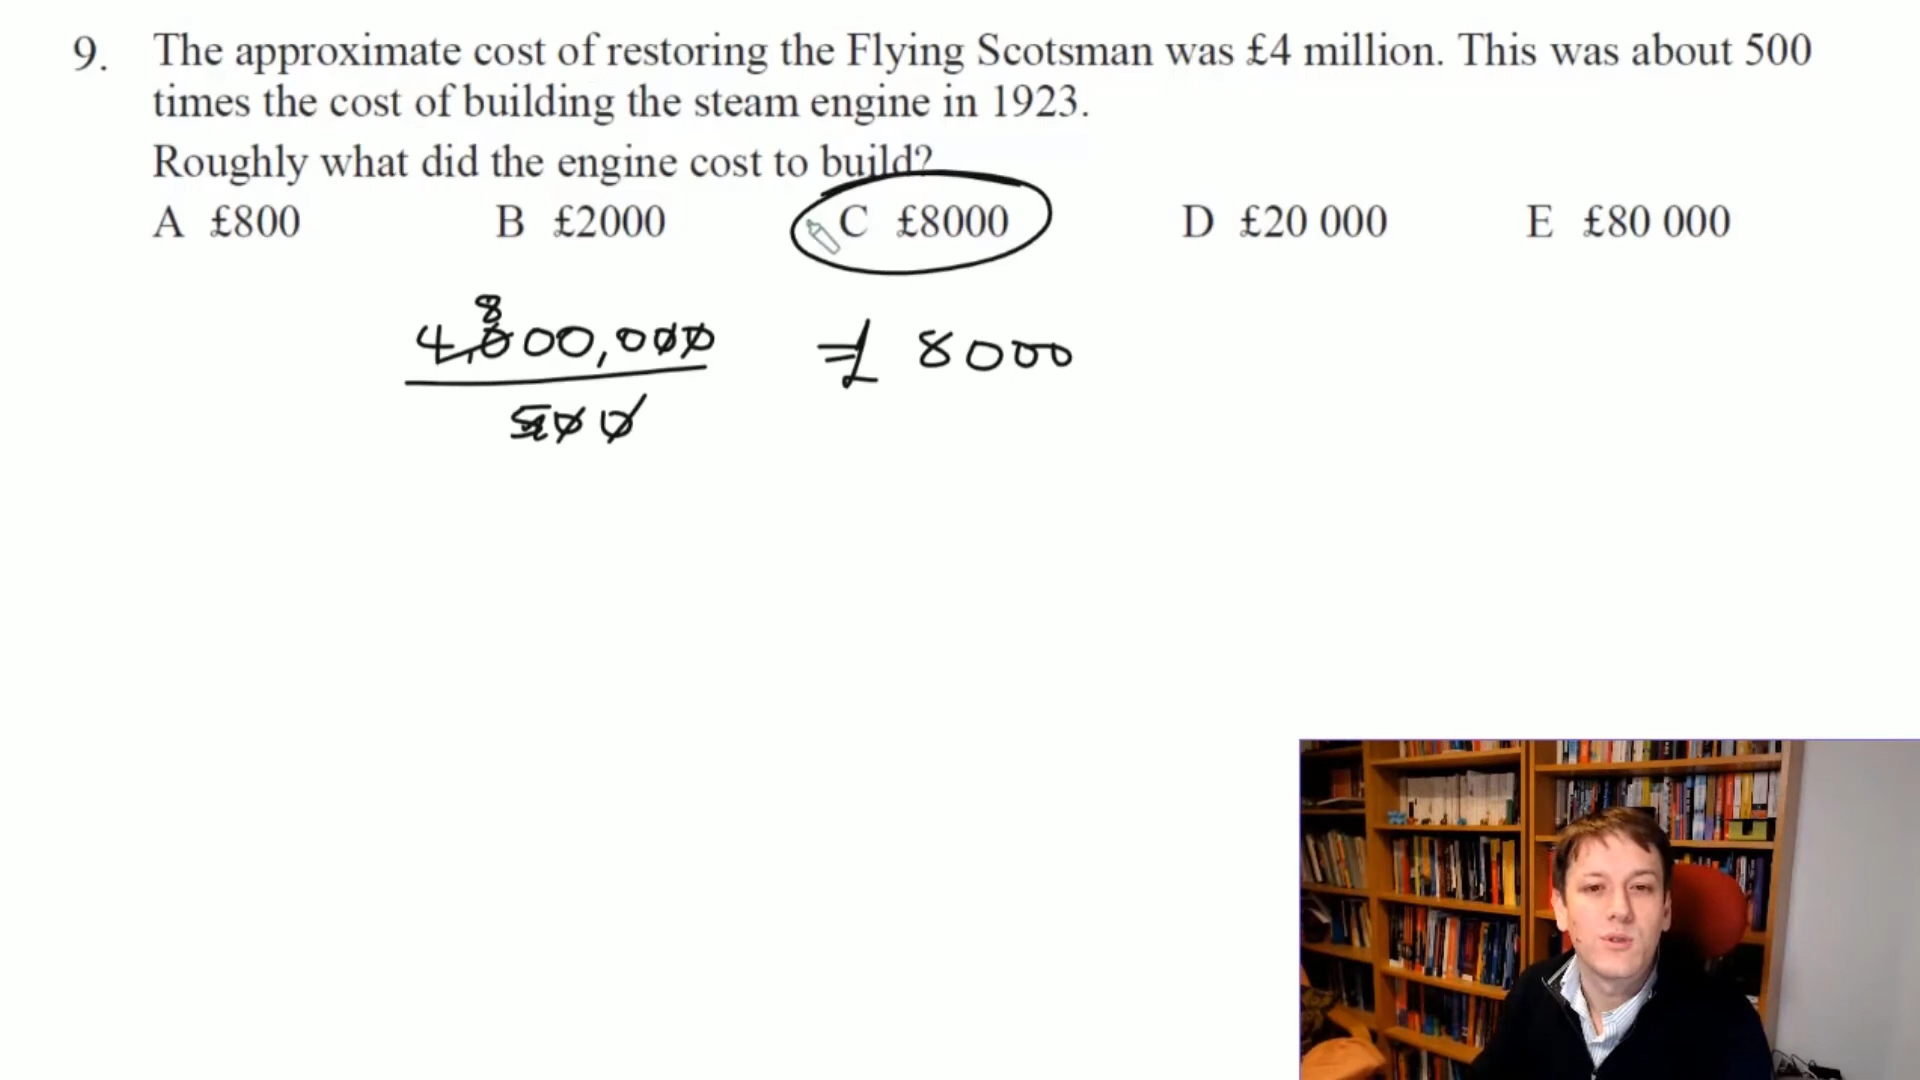 9. The approximate cost of restoring the Flying Scotsman was £4 million. This was about 500
times the cost of building the steam engine in 1923.
Roughly what did the engine cost to build?
A £800 B £2000 C £8000 D £20 000 E £80 000
8
4,000,000 = £ 8000
500